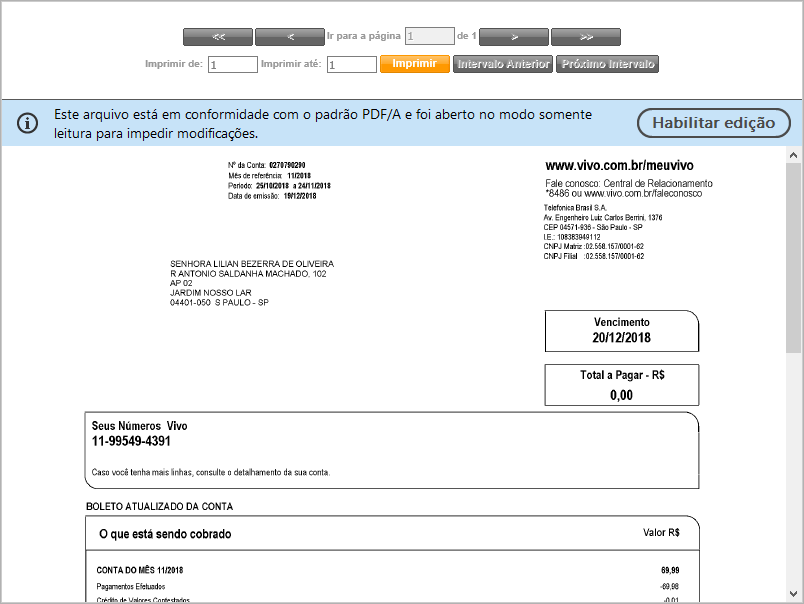 << < Ir para a página 1 de 1 > >>
Imprimir de: 1 Imprimir até: 1 Imprimir Intervalo Anterior Próximo Intervalo
Este arquivo está em conformidade com o padrão PDF/A e foi aberto no modo somente
leitura para impedir modificações.
Habilitar edição
Nº da Conta: 0270790290
Mês de referência: 11/2018
Período: 25/10/2018 a 24/11/2018
Data de emissão: 19/12/2018
www.vivo.com.br/meuvivo
Fale conosco: Central de Relacionamento
*8486 ou www.vivo.com.br/faleconosco
Telefonica Brasil S.A.
Av. Engenheiro Luiz Carlos Berrini, 1376
CEP 04571-936 - São Paulo - SP
I.E.: 108383949112
CNPJ Matriz :02.558.157/0001-62
CNPJ Filial :02.558.157/0001-62
SENHORA LILIAN BEZERRA DE OLIVEIRA
R ANTONIO SALDANHA MACHADO, 102
AP 02
JARDIM NOSSO LAR
04401-050 S PAULO - SP
Vencimento
20/12/2018
Total a Pagar - R$
0,00
Seus Números Vivo
11-99549-4391
Caso você tenha mais linhas, consulte o detalhamento da sua conta.
BOLETO ATUALIZADO DA CONTA
O que está sendo cobrado Valor R$
CONTA DO MÊS 11/2018 69,99
Pagamentos Efetuados -69,98
Crédito de Valores Contestados -0,01